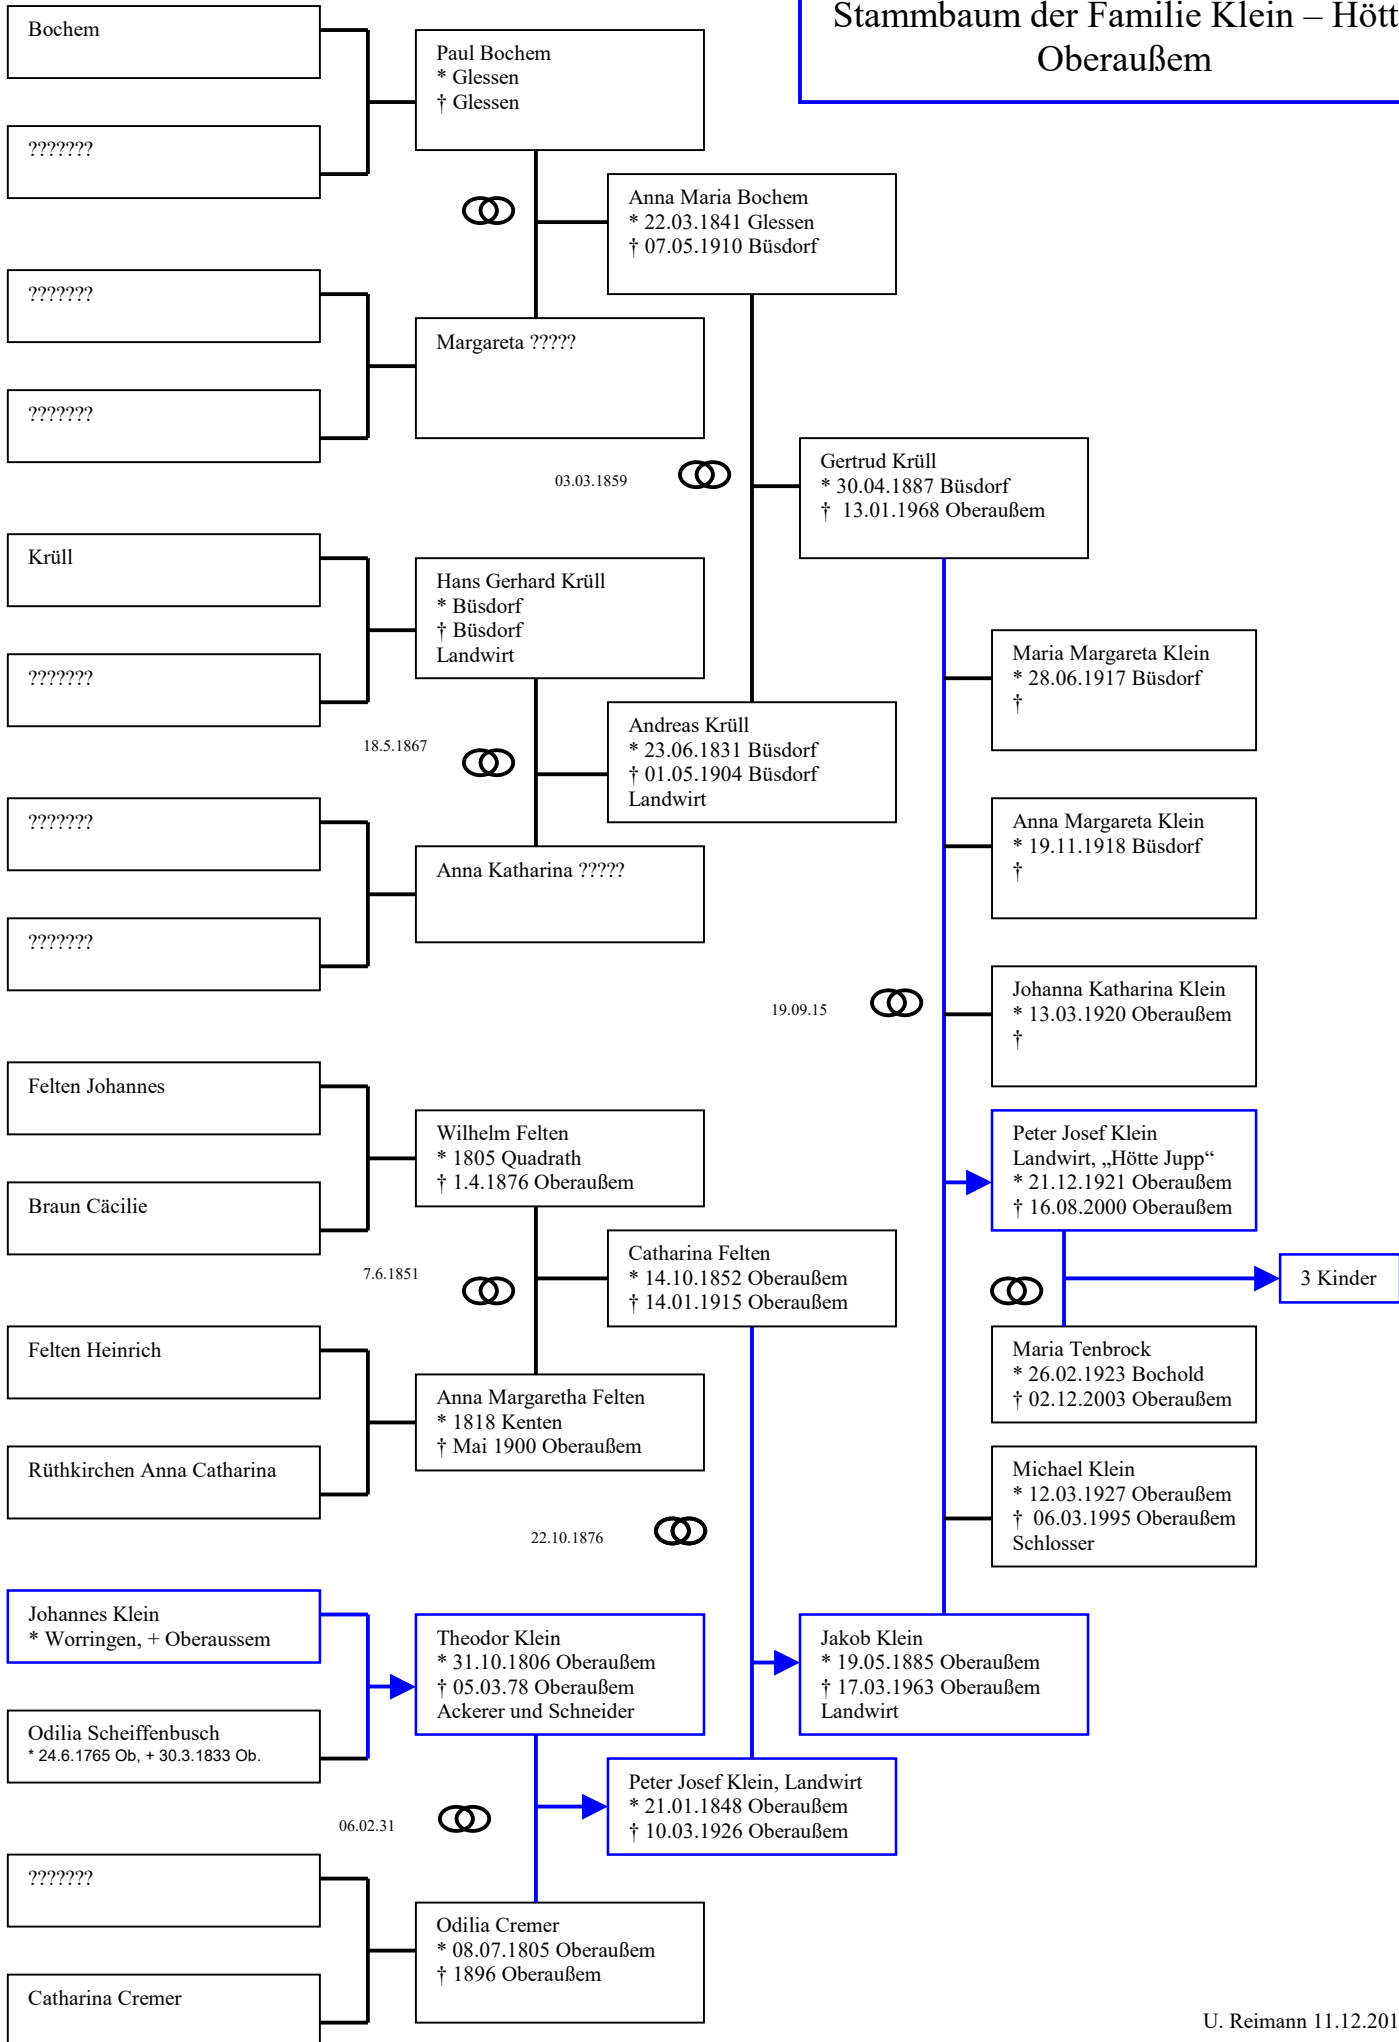 Stammbaum der Familie Klein – Hött
Oberaußem
Bochem
???????
???????
???????
Krüll
???????
???????
???????
Felten Johannes
Braun Cäcilie
Felten Heinrich
Rüthkirchen Anna Catharina
Johannes Klein
* Worringen, + Oberaussem
Odilia Scheiffenbusch
* 24.6.1765 Ob, + 30.3.1833 Ob.
???????
Catharina Cremer
Paul Bochem
* Glessen
† Glessen
Margareta ?????
Hans Gerhard Krüll
* Büsdorf
† Büsdorf
Landwirt
18.5.1867
Anna Katharina ?????
Wilhelm Felten
* 1805 Quadrath
† 1.4.1876 Oberaußem
7.6.1851
Anna Margaretha Felten
* 1818 Kenten
† Mai 1900 Oberaußem
Theodor Klein
* 31.10.1806 Oberaußem
† 05.03.78 Oberaußem
Ackerer und Schneider
06.02.31
Odilia Cremer
* 08.07.1805 Oberaußem
† 1896 Oberaußem
Anna Maria Bochem
* 22.03.1841 Glessen
† 07.05.1910 Büsdorf
03.03.1859
Andreas Krüll
* 23.06.1831 Büsdorf
† 01.05.1904 Büsdorf
Landwirt
Catharina Felten
* 14.10.1852 Oberaußem
† 14.01.1915 Oberaußem
22.10.1876
Peter Josef Klein, Landwirt
* 21.01.1848 Oberaußem
† 10.03.1926 Oberaußem
Gertrud Krüll
* 30.04.1887 Büsdorf
† 13.01.1968 Oberaußem
19.09.15
Jakob Klein
* 19.05.1885 Oberaußem
† 17.03.1963 Oberaußem
Landwirt
Maria Margareta Klein
* 28.06.1917 Büsdorf
†
Anna Margareta Klein
* 19.11.1918 Büsdorf
†
Johanna Katharina Klein
* 13.03.1920 Oberaußem
†
Peter Josef Klein
Landwirt, „Hötte Jupp“
* 21.12.1921 Oberaußem
† 16.08.2000 Oberaußem
3 Kinder
Maria Tenbrock
* 26.02.1923 Bochold
† 02.12.2003 Oberaußem
Michael Klein
* 12.03.1927 Oberaußem
† 06.03.1995 Oberaußem
Schlosser
U. Reimann 11.12.201